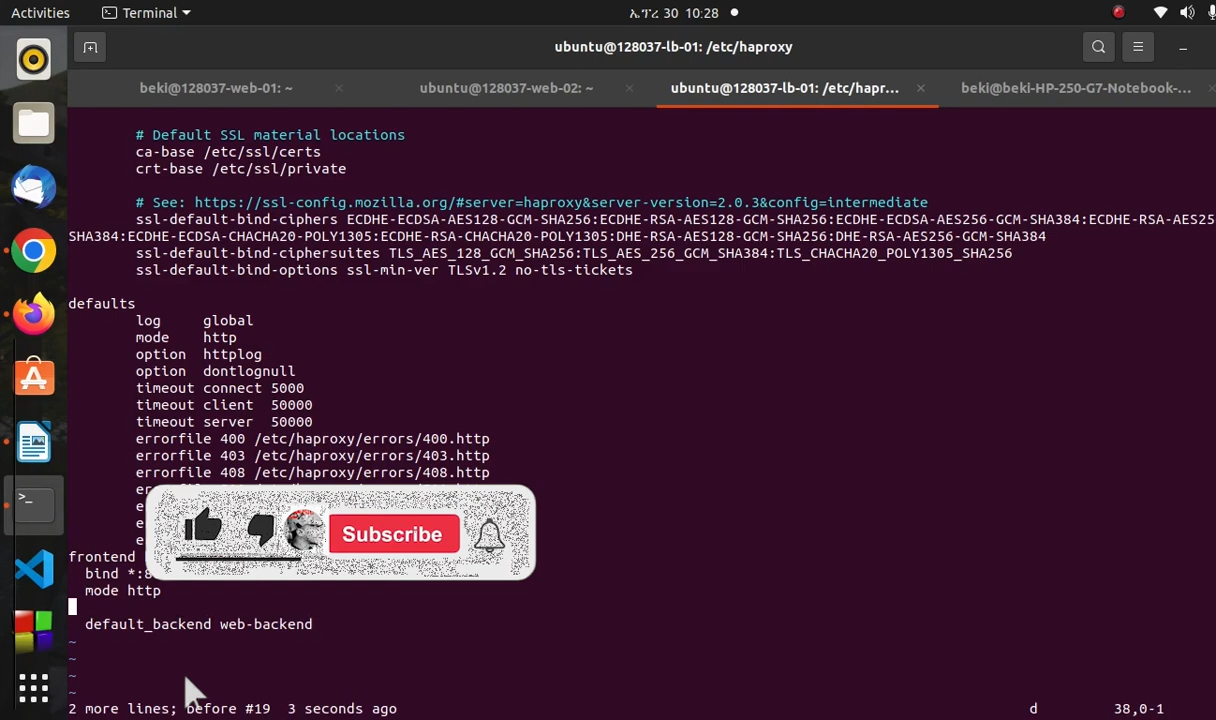 Activities
Terminal
ኤፕረ 30 10:28
ubuntu@128037-lb-01: /etc/haproxy
beki@128037-web-01: ~
ubuntu@128037-web-02: ~
ubuntu@128037-lb-01: /etc/hapr...
beki@beki-HP-250-G7-Notebook-...
# Default SSL material locations
ca-base /etc/ssl/certs
crt-base /etc/ssl/private
# See: https://ssl-config.mozilla.org/#server=haproxy&server-version=2.0.3&config=intermediate
ssl-default-bind-ciphers ECDHE-ECDSA-AES128-GCM-SHA256:ECDHE-RSA-AES128-GCM-SHA256:ECDHE-ECDSA-AES256-GCM-SHA384:ECDHE-RSA-AES25
SHA384:ECDHE-ECDSA-CHACHA20-POLY1305:ECDHE-RSA-CHACHA20-POLY1305:DHE-RSA-AES128-GCM-SHA256:DHE-RSA-AES256-GCM-SHA384
ssl-default-bind-ciphersuites TLS_AES_128_GCM_SHA256:TLS_AES_256_GCM_SHA384:TLS_CHACHA20_POLY1305_SHA256
ssl-default-bind-options ssl-min-ver TLSv1.2 no-tls-tickets
defaults
log global
mode http
option httplog
option dontlognull
timeout connect 5000
timeout client 50000
timeout server 50000
errorfile 400 /etc/haproxy/errors/400.http
errorfile 403 /etc/haproxy/errors/403.http
errorfile 408 /etc/haproxy/errors/408.http
Subscribe
frontend
bind *:8
mode http
default_backend web-backend
~
~
~
~
2 more lines; before #19 3 seconds ago
d
38,0-1